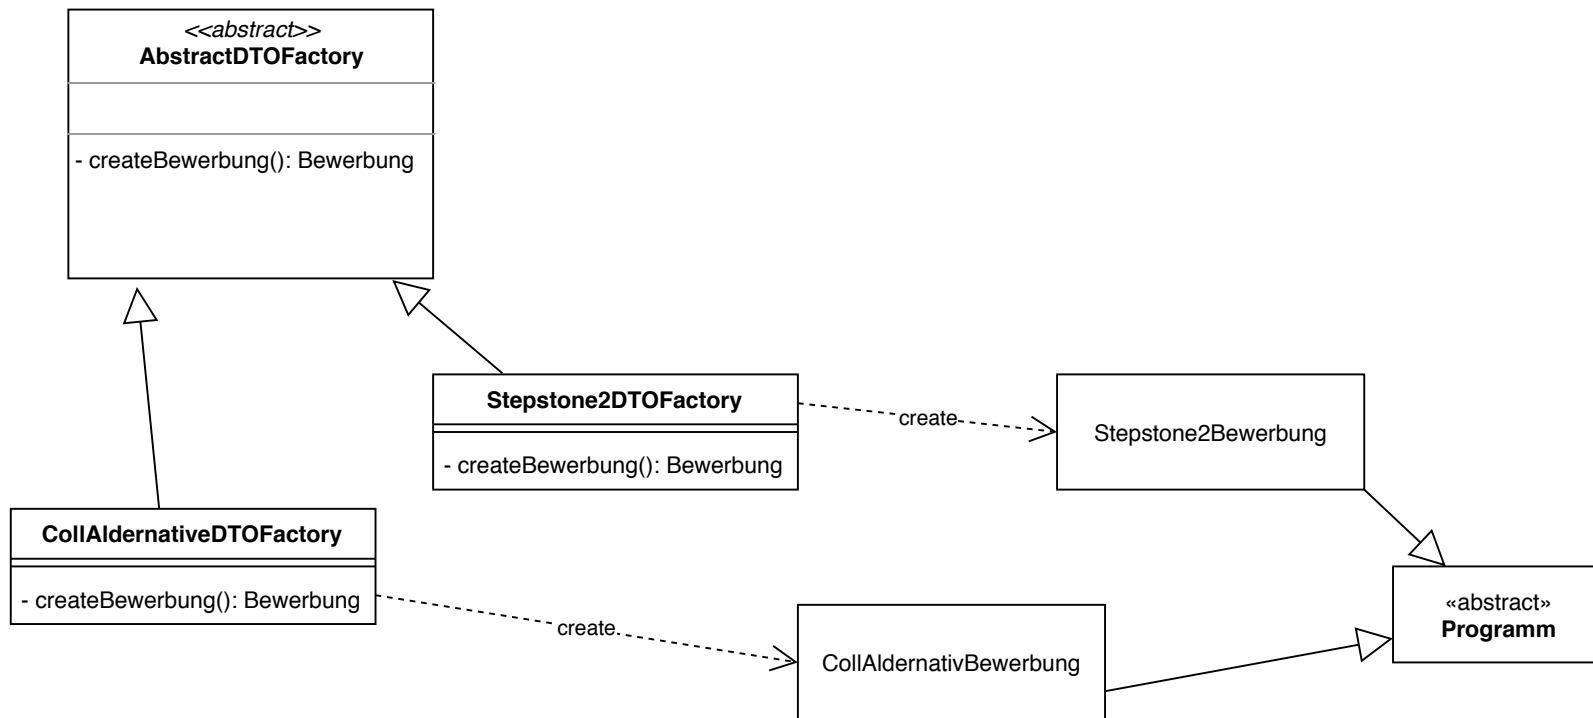 <<abstract>>
AbstractDTOFactory
- createBewerbung(): Bewerbung
Stepstone2DTOFactory
- createBewerbung(): Bewerbung
create
Stepstone2Bewerbung
CollAldernativeDTOFactory
- createBewerbung(): Bewerbung
create
CollAldernativBewerbung
«abstract»
Programm